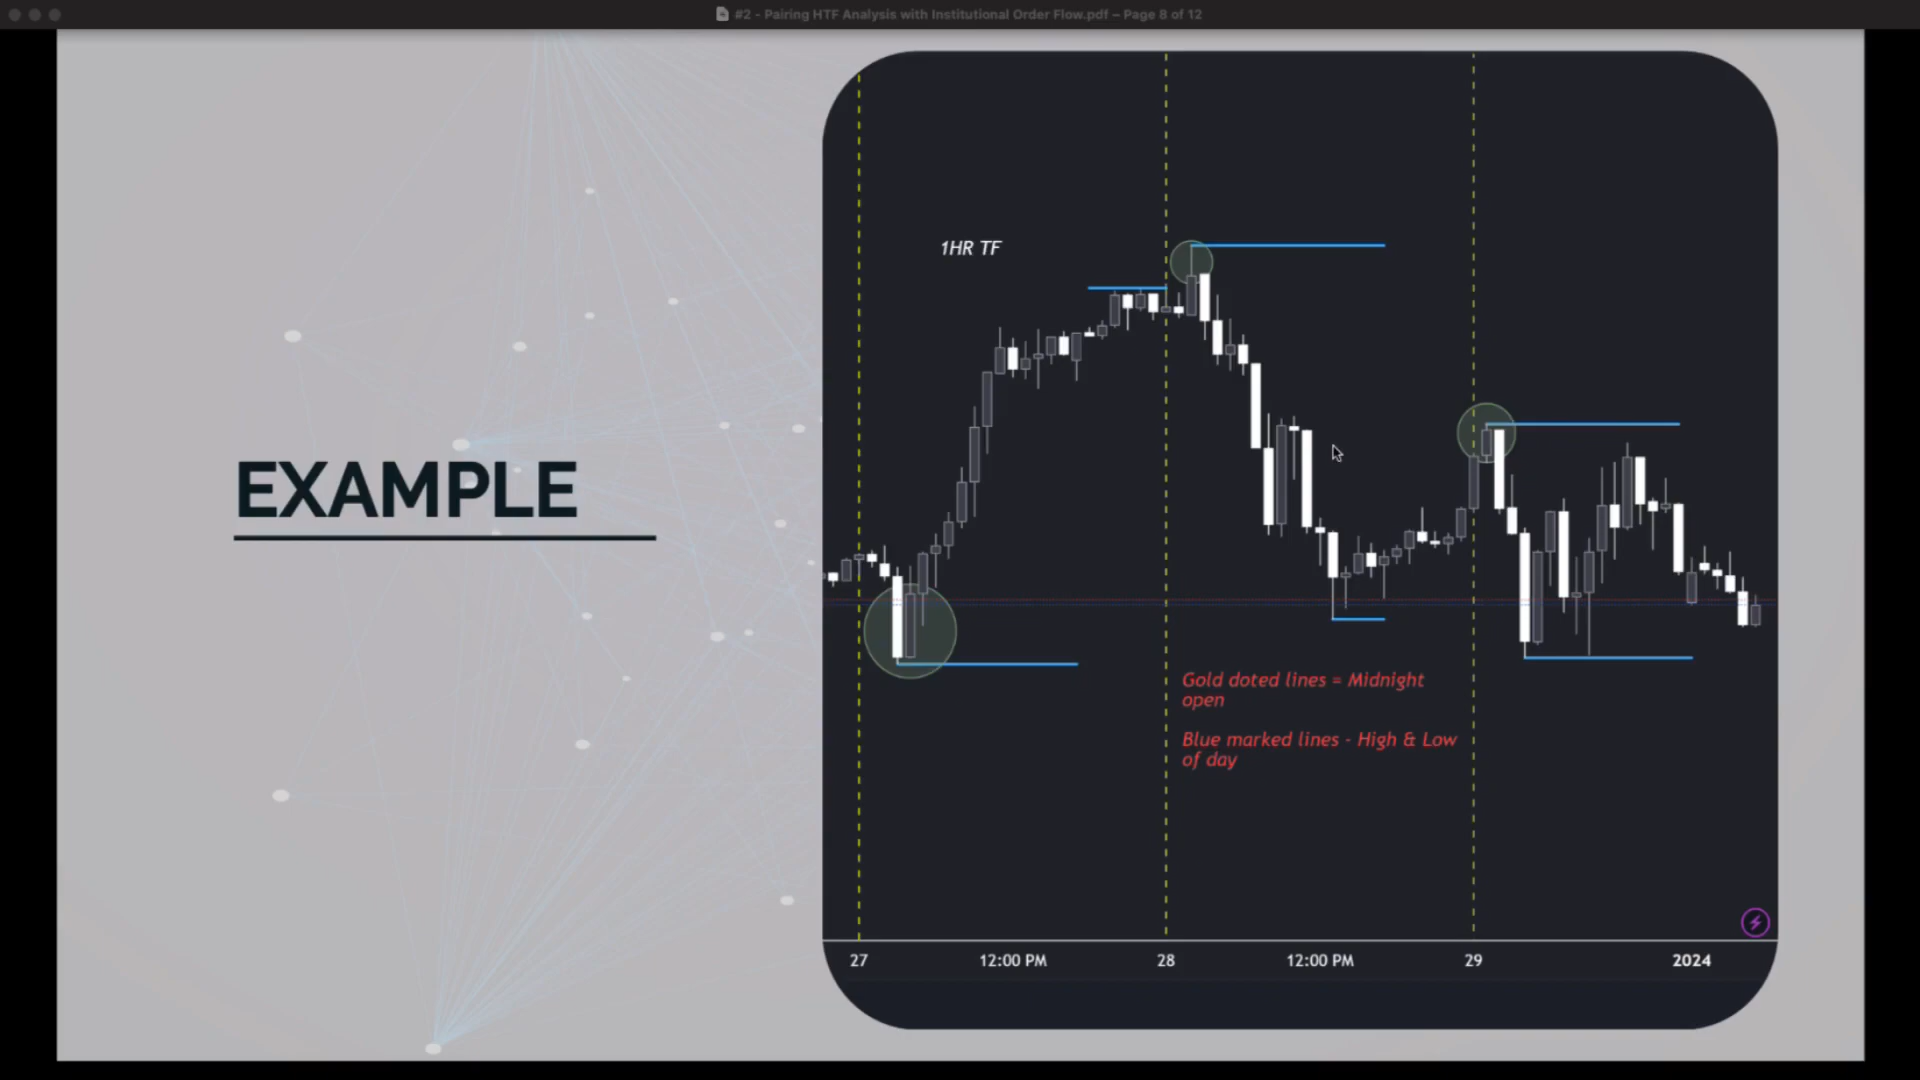 #2 - Pairing HTF Analysis with Institutional Order Flow.pdf – Page 8 of 12
EXAMPLE
1HR TF
Gold doted lines = Midnight
open
Blue marked lines - High & Low
of day
27 12:00 PM 28 12:00 PM 29 2024